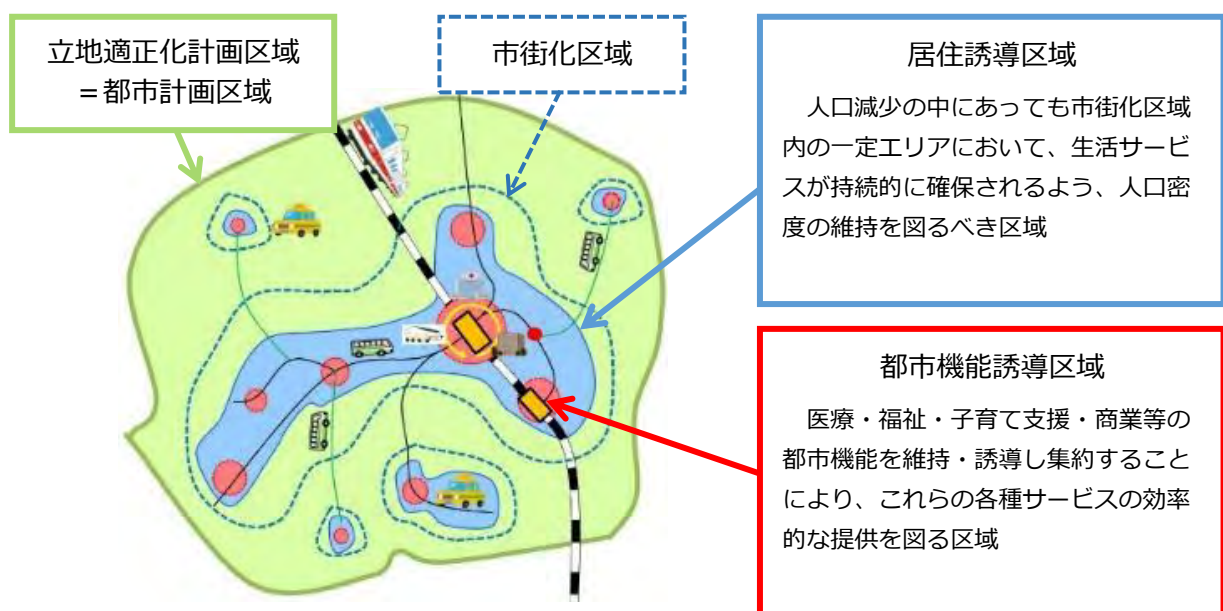 立地適正化計画区域
＝都市計画区域
市街化区域
居住誘導区域
人口減少の中にあっても市街化区域
内の一定エリアにおいて、生活サービ
スが持続的に確保されるよう、人口密
度の維持を図るべき区域
都市機能誘導区域
医療・福祉・子育て支援・商業等の
都市機能を維持・誘導し集約すること
により、これらの各種サービスの効率
的な提供を図る区域